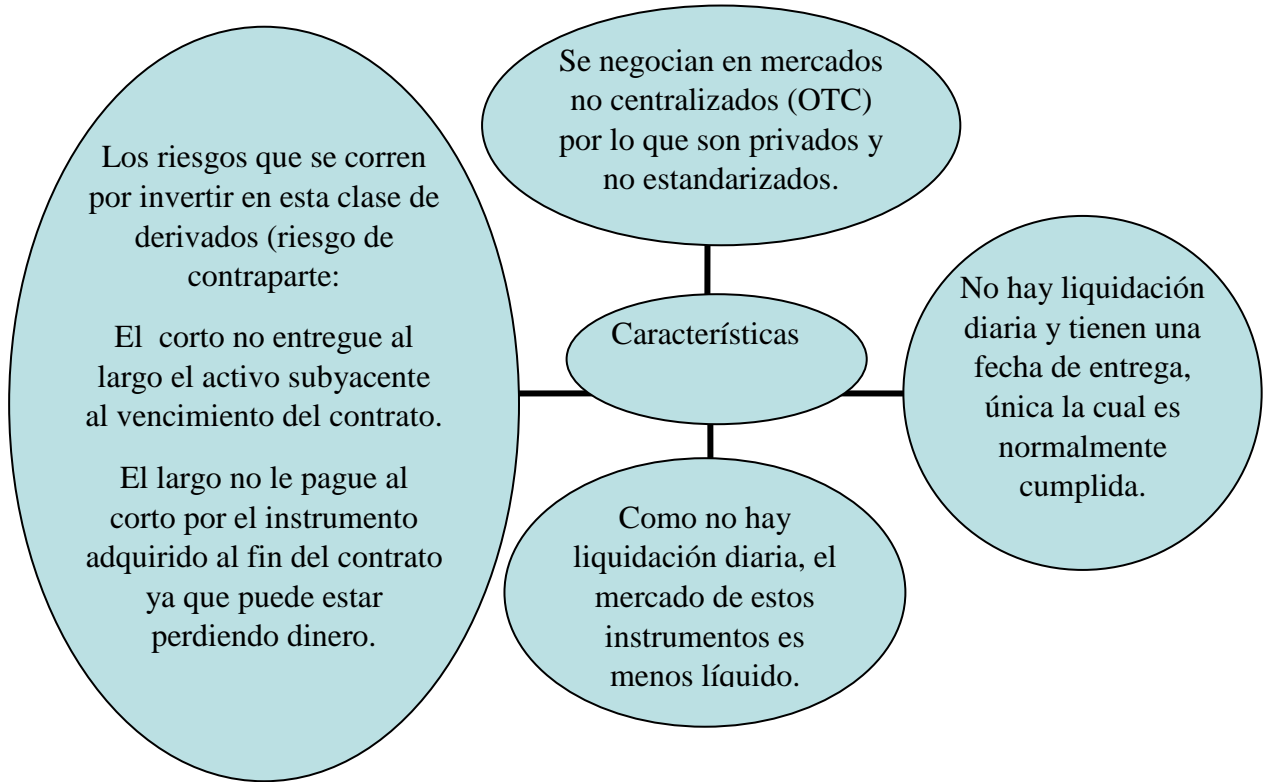 Se negocian en mercados
no centralizados (OTC)
por lo que son privados y
no estandarizados.
Los riesgos que se corren
por invertir en esta clase de
derivados (riesgo de
contraparte:
El corto no entregue al
largo el activo subyacente
al vencimiento del contrato.
El largo no le pague al
corto por el instrumento
adquirido al fin del contrato
ya que puede estar
perdiendo dinero.
Característicàs
No hay liquidación
diaria y tienen una
fecha de entrega,
única la cual es
normalmente
cumplida.
Como no hay
liquidación diaria, el
mercado de estos
instrumentos es
menos líquido.